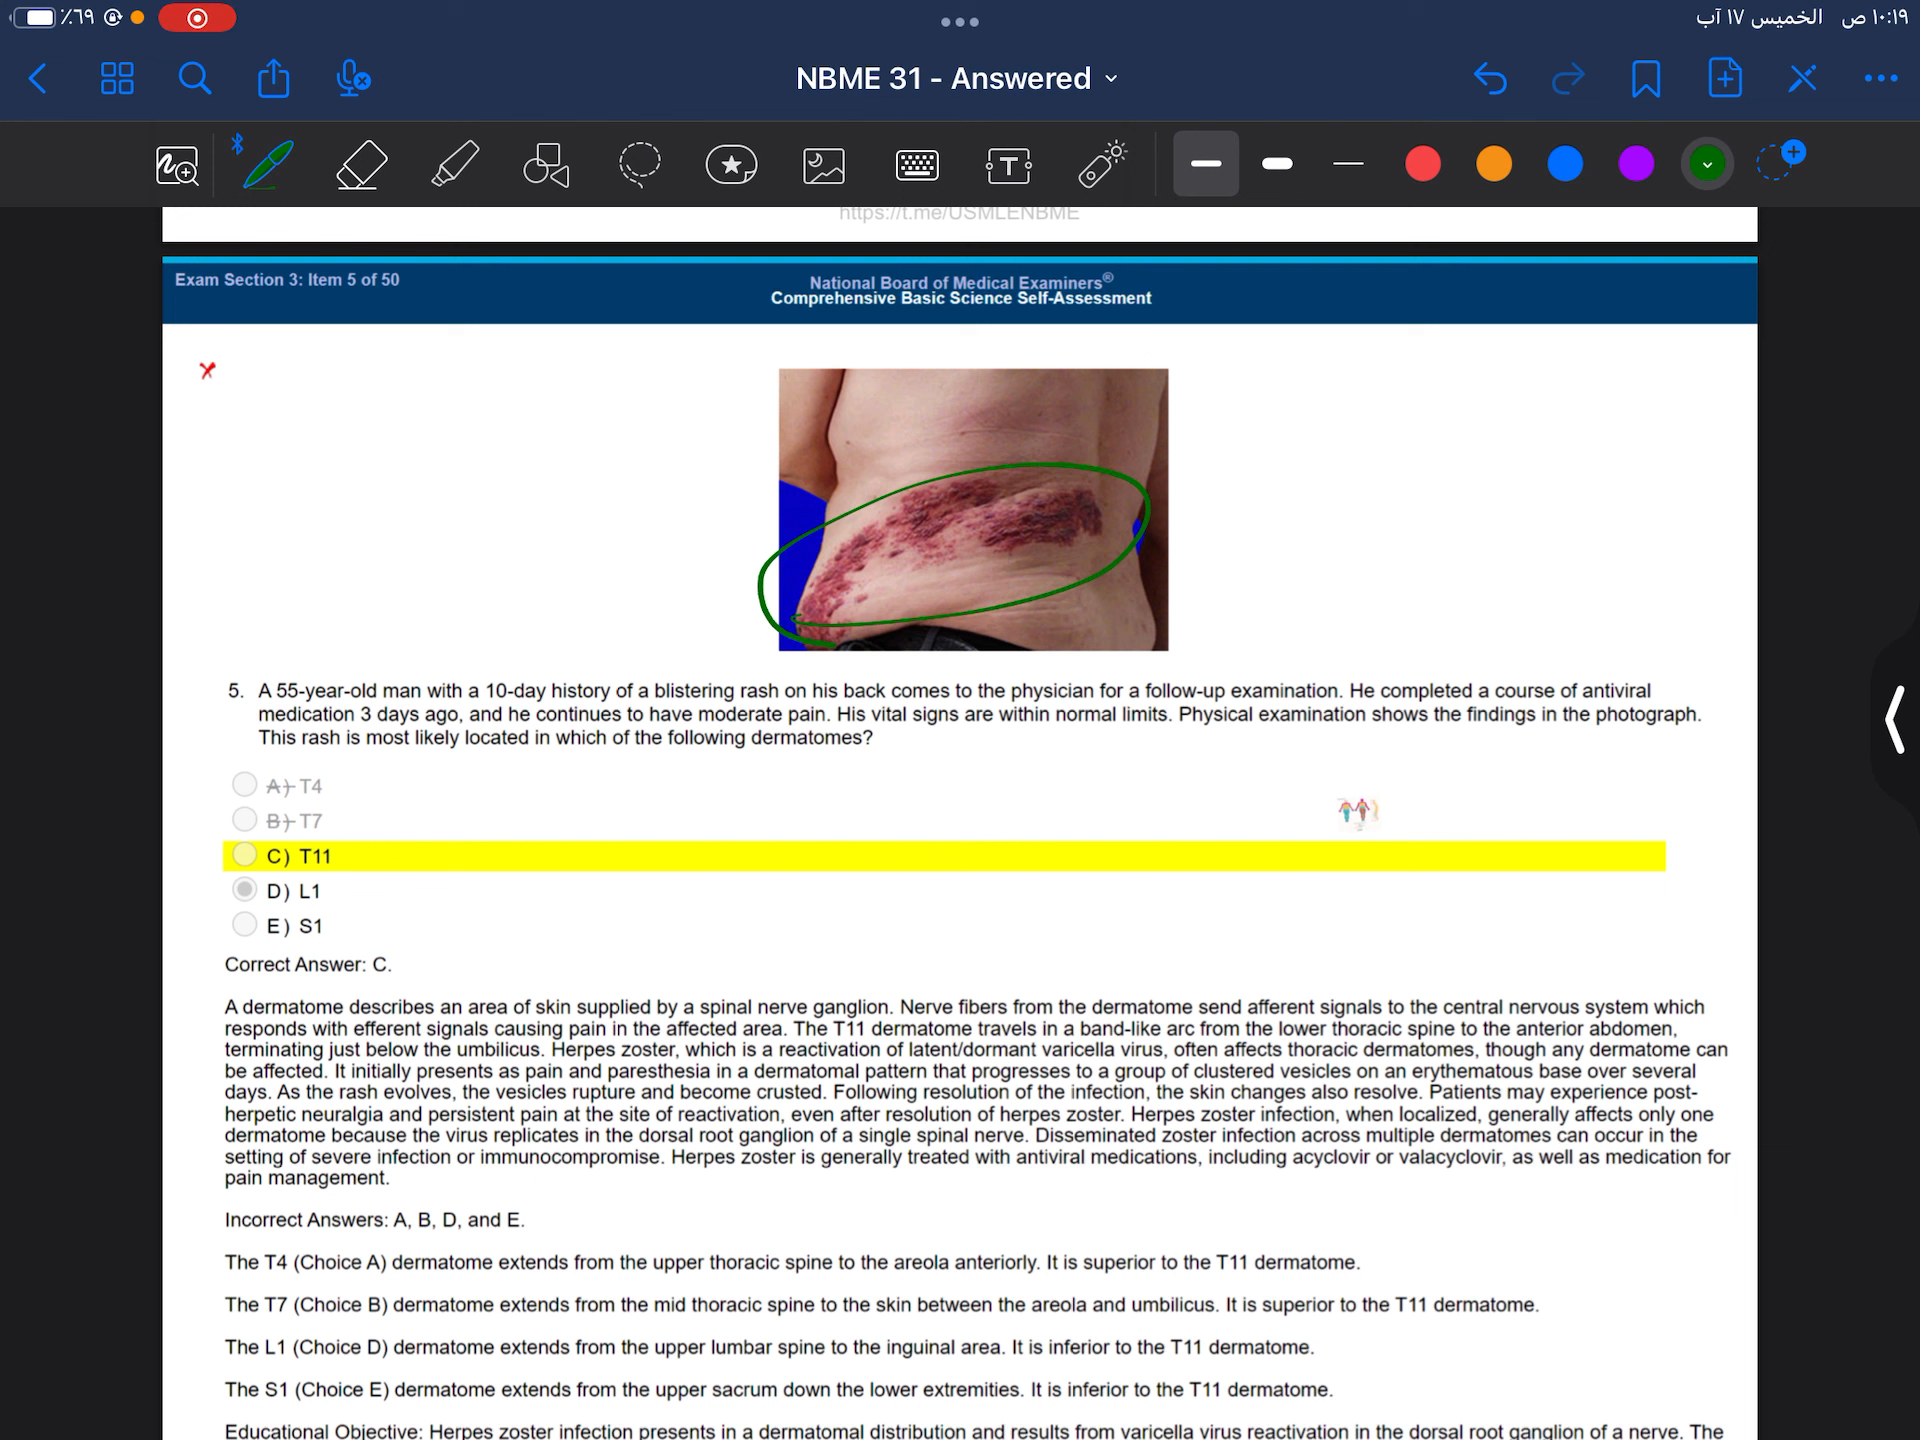 ٪٦٩
الخميس ١٧ آب ١٠:١٩ ص
NBME 31 - Answered
T
https://t.me/USMLENBME
Exam Section 3: Item 5 of 50
National Board of Medical Examiners®
Comprehensive Basic Science Self-Assessment
5. A 55-year-old man with a 10-day history of a blistering rash on his back comes to the physician for a follow-up examination. He completed a course of antiviral
medication 3 days ago, and he continues to have moderate pain. His vital signs are within normal limits. Physical examination shows the findings in the photograph.
This rash is most likely located in which of the following dermatomes?
A) T4
B) T7
C) T11
D) L1
E) S1
Correct Answer: C.
A dermatome describes an area of skin supplied by a spinal nerve ganglion. Nerve fibers from the dermatome send afferent signals to the central nervous system which
responds with efferent signals causing pain in the affected area. The T11 dermatome travels in a band-like arc from the lower thoracic spine to the anterior abdomen,
terminating just below the umbilicus. Herpes zoster, which is a reactivation of latent/dormant varicella virus, often affects thoracic dermatomes, though any dermatome can
be affected. It initially presents as pain and paresthesia in a dermatomal pattern that progresses to a group of clustered vesicles on an erythematous base over several
days. As the rash evolves, the vesicles rupture and become crusted. Following resolution of the infection, the skin changes also resolve. Patients may experience post-
herpetic neuralgia and persistent pain at the site of reactivation, even after resolution of herpes zoster. Herpes zoster infection, when localized, generally affects only one
dermatome because the virus replicates in the dorsal root ganglion of a single spinal nerve. Disseminated zoster infection across multiple dermatomes can occur in the
setting of severe infection or immunocompromise. Herpes zoster is generally treated with antiviral medications, including acyclovir or valacyclovir, as well as medication for
pain management.
Incorrect Answers: A, B, D, and E.
The T4 (Choice A) dermatome extends from the upper thoracic spine to the areola anteriorly. It is superior to the T11 dermatome.
The T7 (Choice B) dermatome extends from the mid thoracic spine to the skin between the areola and umbilicus. It is superior to the T11 dermatome.
The L1 (Choice D) dermatome extends from the upper lumbar spine to the inguinal area. It is inferior to the T11 dermatome.
The S1 (Choice E) dermatome extends from the upper sacrum down the lower extremities. It is inferior to the T11 dermatome.
Educational Objective: Herpes zoster infection presents in a dermatomal distribution and results from varicella virus reactivation in the dorsal root ganglion of a nerve. The